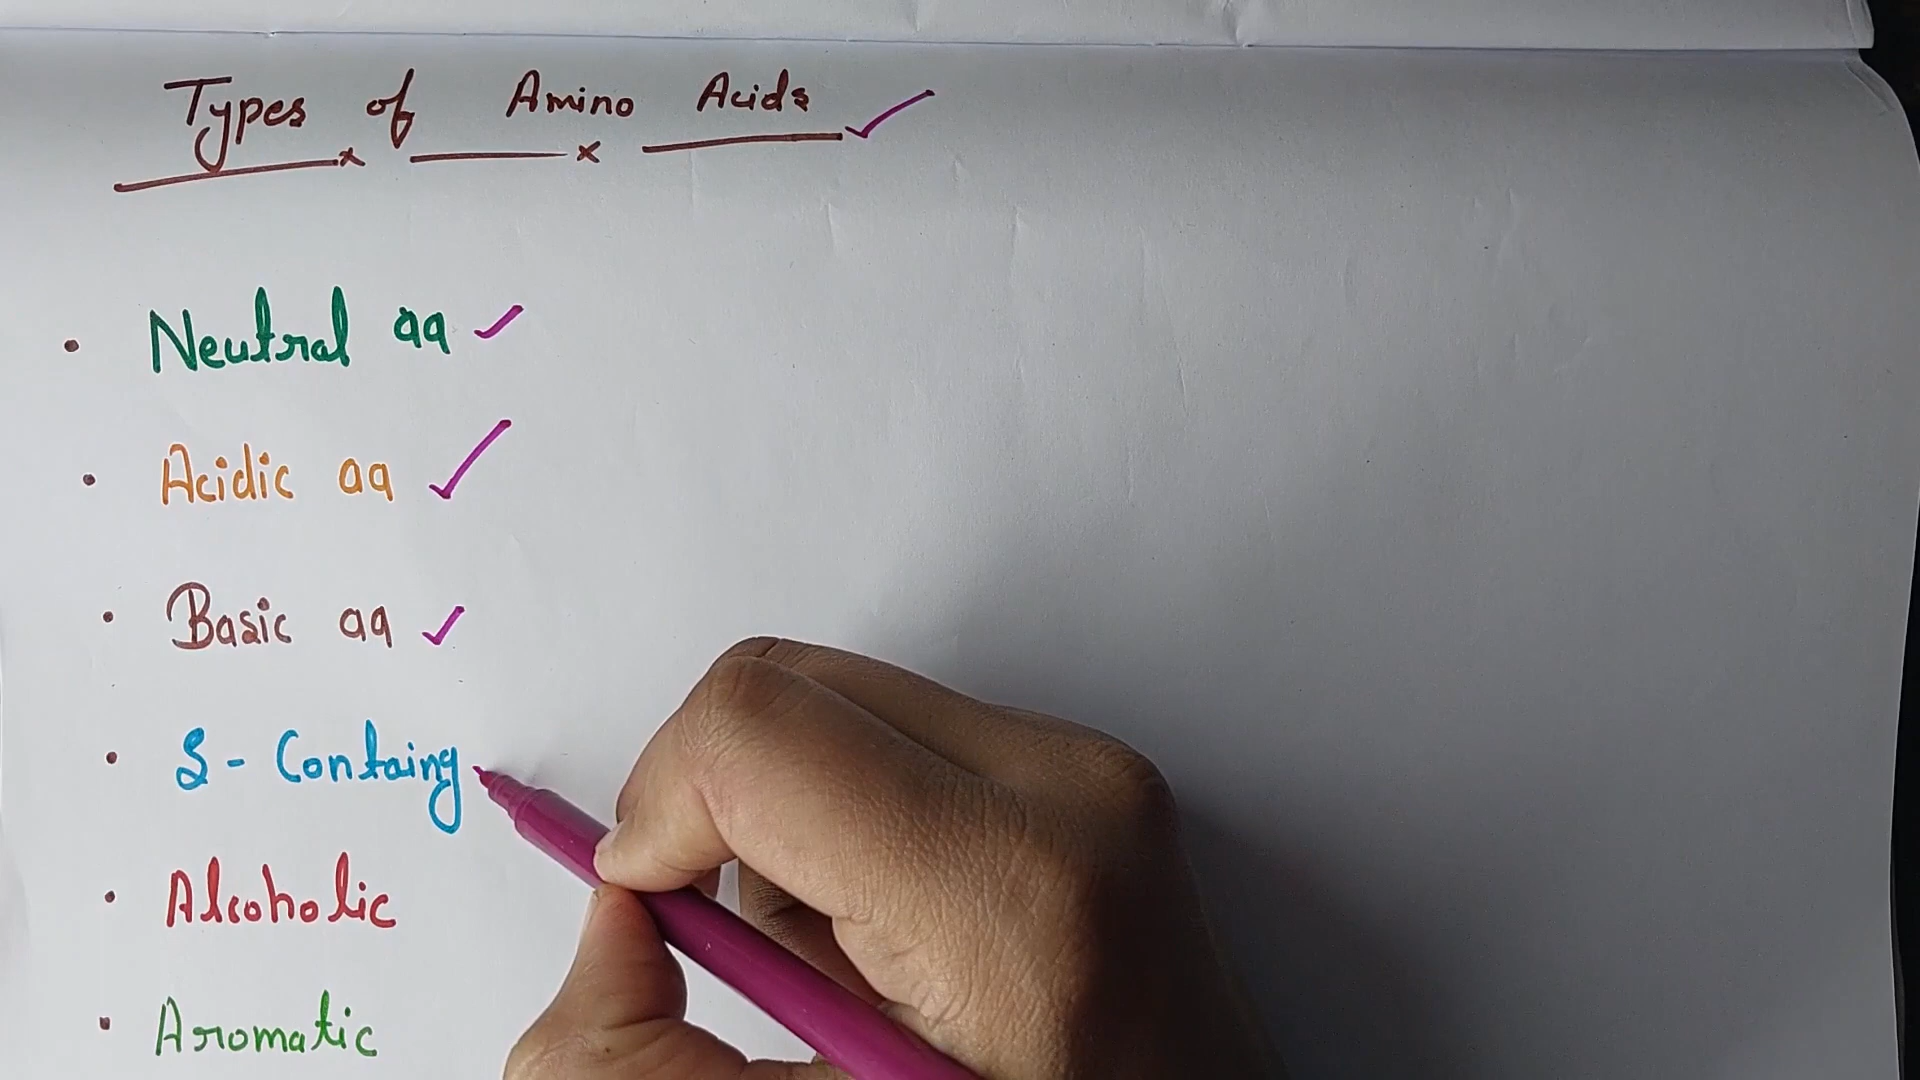 Types of Amino Acids
Neutral aa
Acidic aa
Basic aa
S - Containg
Alcoholic
Aromatic